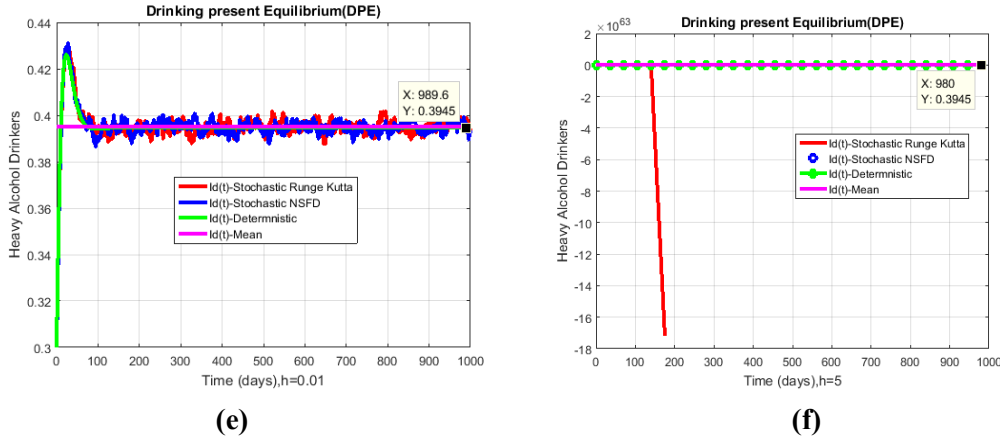 Drinking present Equilibrium(DPE)
0.44
0.42
0.4
0.38
0.36
0.34
0.32
0.3
Heavy Alcohol Drinkers
X: 989.6
Y: 0.3945
Id(t)-Stochastic Runge Kutta
Id(t)-Stochastic NSFD
Id(t)-Determnistic
Id(t)-Mean
0 100 200 300 400 500 600 700 800 900 1000
Time (days),h=0.01
(e)
Drinking present Equilibrium(DPE)
× 10^63
2
0
-2
-4
-6
-8
-10
-12
-14
-16
-18
Heavy Alcohol Drinkers
X: 980
Y: 0.3945
Id(t)-Stochastic Runge Kutta
Id(t)-Stochastic NSFD
Id(t)-Determnistic
Id(t)-Mean
0 100 200 300 400 500 600 700 800 900 1000
Time (days),h=5
(f)